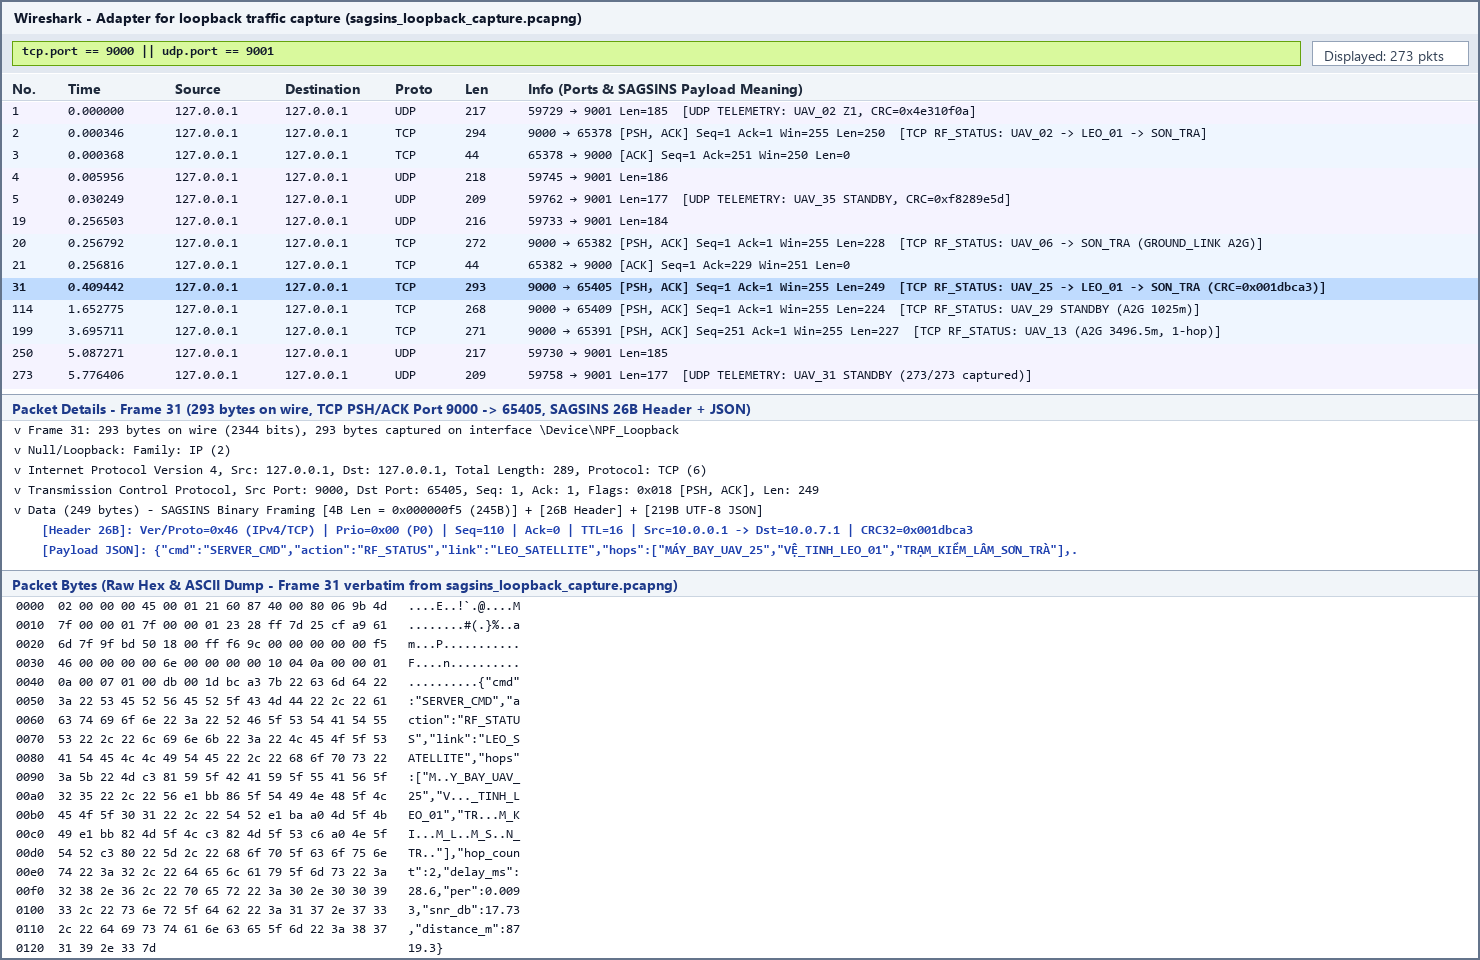 Wireshark - Adapter for loopback traffic capture (sagsins_loopback_capture.pcapng)
tcp.port == 9000 || udp.port == 9001
Displayed: 273 pkts
No. Time Source Destination Proto Len Info (Ports & SAGSINS Payload Meaning)
1 0.000000 127.0.0.1 127.0.0.1 UDP 217 59729 → 9001 Len=185 [UDP TELEMETRY: UAV_02 Z1, CRC=0x4e310f0a]
2 0.000346 127.0.0.1 127.0.0.1 TCP 294 9000 → 65378 [PSH, ACK] Seq=1 Ack=1 Win=255 Len=250 [TCP RF_STATUS: UAV_02 -> LEO_01 -> SON_TRA]
3 0.000368 127.0.0.1 127.0.0.1 TCP 44 65378 → 9000 [ACK] Seq=1 Ack=251 Win=250 Len=0
4 0.005956 127.0.0.1 127.0.0.1 UDP 218 59745 → 9001 Len=186
5 0.030249 127.0.0.1 127.0.0.1 UDP 209 59762 → 9001 Len=177 [UDP TELEMETRY: UAV_35 STANDBY, CRC=0xf8289e5d]
19 0.256503 127.0.0.1 127.0.0.1 UDP 216 59733 → 9001 Len=184
20 0.256792 127.0.0.1 127.0.0.1 TCP 272 9000 → 65382 [PSH, ACK] Seq=1 Ack=1 Win=255 Len=228 [TCP RF_STATUS: UAV_06 -> SON_TRA (GROUND_LINK A2G)]
21 0.256816 127.0.0.1 127.0.0.1 TCP 44 65382 → 9000 [ACK] Seq=1 Ack=229 Win=251 Len=0
31 0.409442 127.0.0.1 127.0.0.1 TCP 293 9000 → 65405 [PSH, ACK] Seq=1 Ack=1 Win=255 Len=249 [TCP RF_STATUS: UAV_25 -> LEO_01 -> SON_TRA (CRC=0x001dbca3)]
114 1.652775 127.0.0.1 127.0.0.1 TCP 268 9000 → 65409 [PSH, ACK] Seq=1 Ack=1 Win=255 Len=224 [TCP RF_STATUS: UAV_29 STANDBY (A2G 1025m)]
199 3.695711 127.0.0.1 127.0.0.1 TCP 271 9000 → 65391 [PSH, ACK] Seq=251 Ack=1 Win=255 Len=227 [TCP RF_STATUS: UAV_13 (A2G 3496.5m, 1-hop)]
250 5.087271 127.0.0.1 127.0.0.1 UDP 217 59730 → 9001 Len=185
273 5.776406 127.0.0.1 127.0.0.1 UDP 209 59758 → 9001 Len=177 [UDP TELEMETRY: UAV_31 STANDBY (273/273 captured)]
Packet Details - Frame 31 (293 bytes on wire, TCP PSH/ACK Port 9000 -> 65405, SAGSINS 26B Header + JSON)
v Frame 31: 293 bytes on wire (2344 bits), 293 bytes captured on interface \Device\NPF_Loopback
v Null/Loopback: Family: IP (2)
v Internet Protocol Version 4, Src: 127.0.0.1, Dst: 127.0.0.1, Total Length: 289, Protocol: TCP (6)
v Transmission Control Protocol, Src Port: 9000, Dst Port: 65405, Seq: 1, Ack: 1, Flags: 0x018 [PSH, ACK], Len: 249
v Data (249 bytes) - SAGSINS Binary Framing [4B Len = 0x000000f5 (245B)] + [26B Header] + [219B UTF-8 JSON]
[Header 26B]: Ver/Proto=0x46 (IPv4/TCP) | Prio=0x00 (P0) | Seq=110 | Ack=0 | TTL=16 | Src=10.0.0.1 -> Dst=10.0.7.1 | CRC32=0x001dbca3
[Payload JSON]: {"cmd":"SERVER_CMD","action":"RF_STATUS","link":"LEO_SATELLITE","hops":["MÁY_BAY_UAV_25","VỆ_TINH_LEO_01","TRẠM_KIỂM_LÂM_SƠN_TRÀ"],.
Packet Bytes (Raw Hex & ASCII Dump - Frame 31 verbatim from sagsins_loopback_capture.pcapng)
0000 02 00 00 00 45 00 01 21 60 87 40 00 80 06 9b 4d ....E..!`.@....M
0010 7f 00 00 01 7f 00 00 01 23 28 ff 7d 25 cf a9 61 ........#(.}%..a
0020 6d 7f 9f bd 50 18 00 ff f6 9c 00 00 00 00 00 f5 m...P...........
0030 46 00 00 00 00 6e 00 00 00 00 10 04 0a 00 00 01 F....n..........
0040 0a 00 07 01 00 db 00 1d bc a3 7b 22 63 6d 64 22 ..........{"cmd"
0050 3a 22 53 45 52 56 45 52 5f 43 4d 44 22 2c 22 61 :"SERVER_CMD","a
0060 63 74 69 6f 6e 22 3a 22 52 46 5f 53 54 41 54 55 ction":"RF_STATU
0070 53 22 2c 22 6c 69 6e 6b 22 3a 22 4c 45 4f 5f 53 S","link":"LEO_S
0080 41 54 45 4c 4c 49 54 45 22 2c 22 68 6f 70 73 22 ATELLITE","hops"
0090 3a 5b 22 4d c3 81 59 5f 42 41 59 5f 55 41 56 5f :["M..Y_BAY_UAV_
00a0 32 35 22 2c 22 56 e1 bb 86 5f 54 49 4e 48 5f 4c 25","V..._TINH_L
00b0 45 4f 5f 30 31 22 2c 22 54 52 e1 ba a0 4d 5f 4b EO_01","TR...M_K
00c0 49 e1 bb 82 4d 5f 4c c3 82 4d 5f 53 c6 a0 4e 5f I...M_L..M_S..N_
00d0 54 52 c3 80 22 5d 2c 22 68 6f 70 5f 63 6f 75 6e TR.."],"hop_coun
00e0 74 22 3a 32 2c 22 64 65 6c 61 79 5f 6d 73 22 3a t":2,"delay_ms":
00f0 32 38 2e 36 2c 22 70 65 72 22 3a 30 2e 30 30 39 28.6,"per":0.009
0100 33 2c 22 73 6e 72 5f 64 62 22 3a 31 37 2e 37 33 3,"snr_db":17.73
0110 2c 22 64 69 73 74 61 6e 63 65 5f 6d 22 3a 38 37 ,"distance_m":87
0120 31 39 2e 33 7d 19.3}